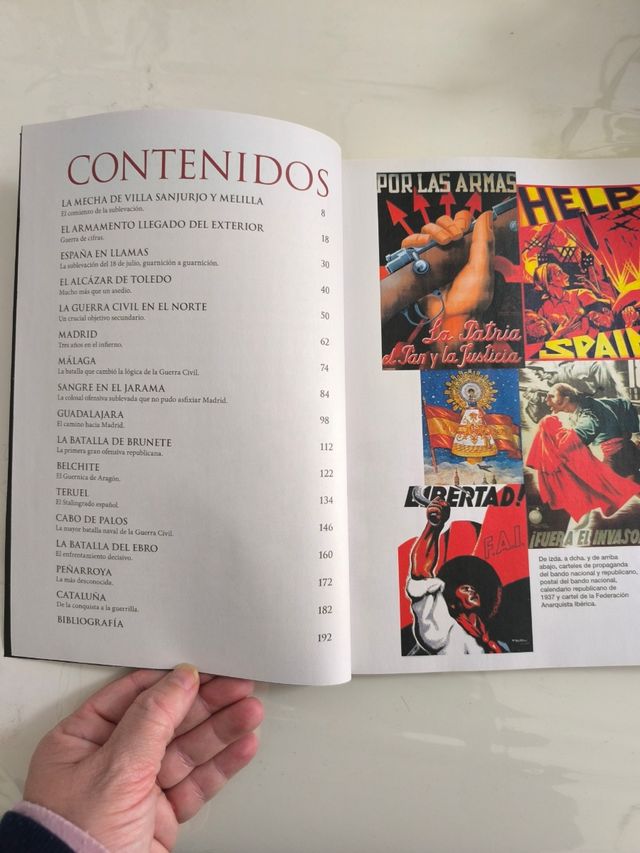 CONTENIDOS
LA MECHA DE VILLA SANJURJO Y MELILLA
El comienzo de la sublevación. 8
EL ARMAMENTO LLEGADO DEL EXTERIOR
Guerra de cifras. 18
ESPAÑA EN LLAMAS
La sublevación del 18 de julio, guarnición a guarnición. 30
EL ALCÁZAR DE TOLEDO
Mucho más que un asedio. 40
LA GUERRA CIVIL EN EL NORTE
Un crucial objetivo secundario. 50
MADRID
Tres años en el infierno. 62
MÁLAGA
La batalla que cambió la lógica de la Guerra Civil. 74
SANGRE EN EL JARAMA
La colosal ofensiva sublevada que no pudo asfixiar Madrid. 84
GUADALAJARA
El camino hacia Madrid. 98
LA BATALLA DE BRUNETE
La primera gran ofensiva republicana. 112
BELCHITE
El Guernica de Aragón. 122
TERUEL
El Stalingrado español. 134
CABO DE PALOS
La mayor batalla naval de la Guerra Civil. 146
LA BATALLA DEL EBRO
El enfrentamiento decisivo. 160
PEÑARROYA
La más desconocida. 172
CATALUÑA
De la conquista a la guerrilla. 182
BIBLIOGRAFÍA 192
POR LAS ARMAS
La Patria
el Pan y la Justicia
HELP
SPAIN
LIBERTAD!
F.A.I.
¡FUERA EL INVASO
De izda. a dcha. y de arriba
abajo, carteles de propaganda
del bando nacional y republicano,
postal del bando nacional,
calendario republicano de
1937 y cartel de la Federación
Anarquista Ibérica.